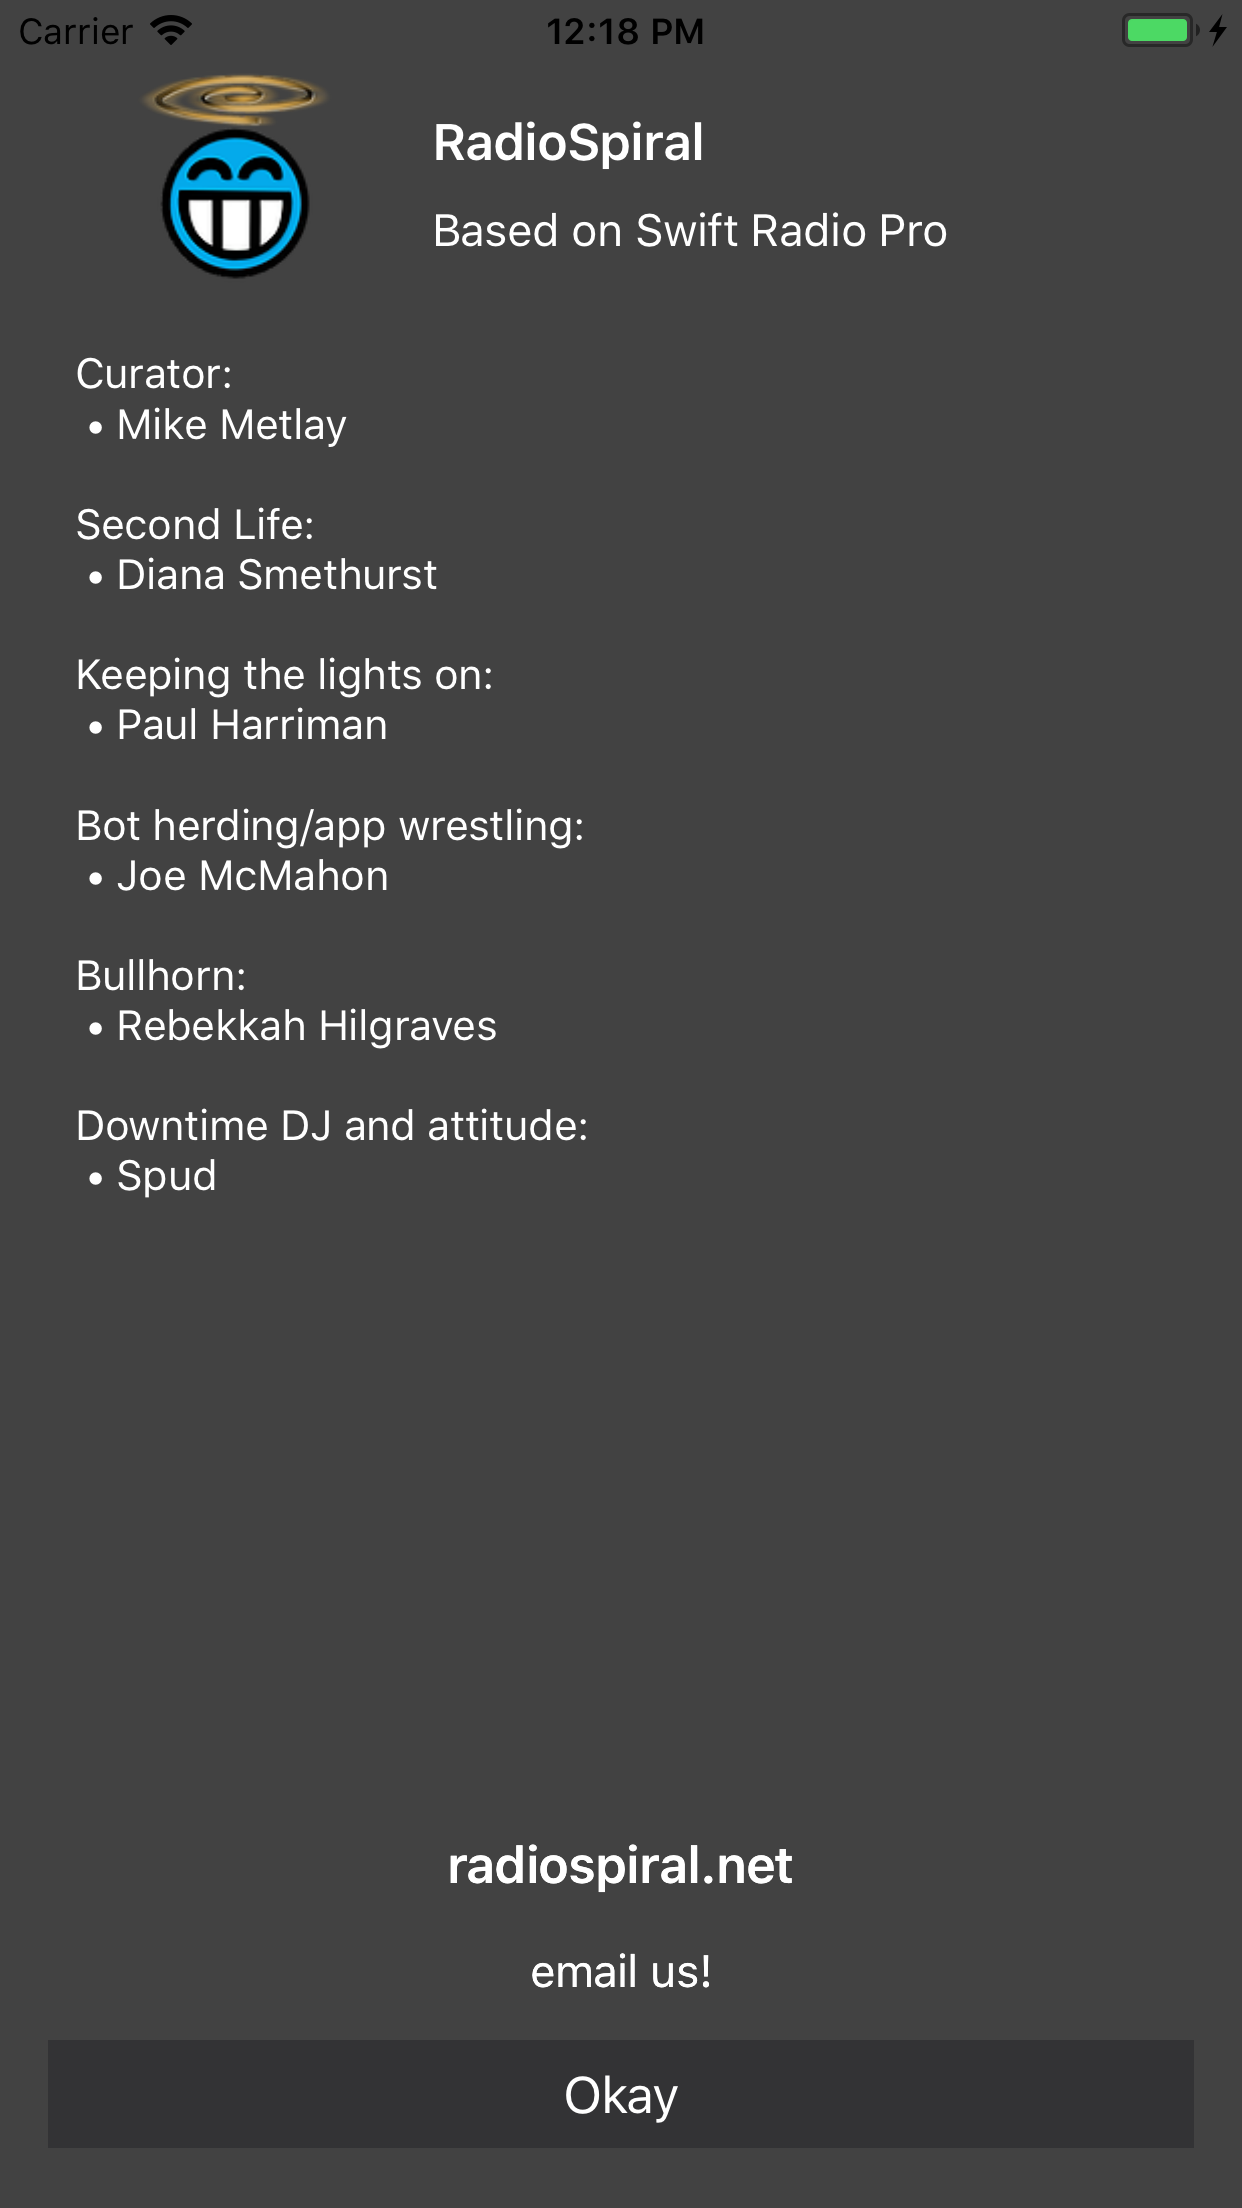 Carrier 12:18 PM
RadioSpiral
Based on Swift Radio Pro
Curator:
• Mike Metlay
Second Life:
• Diana Smethurst
Keeping the lights on:
• Paul Harriman
Bot herding/app wrestling:
• Joe McMahon
Bullhorn:
• Rebekkah Hilgraves
Downtime DJ and attitude:
• Spud
radiospiral.net
email us!
Okay